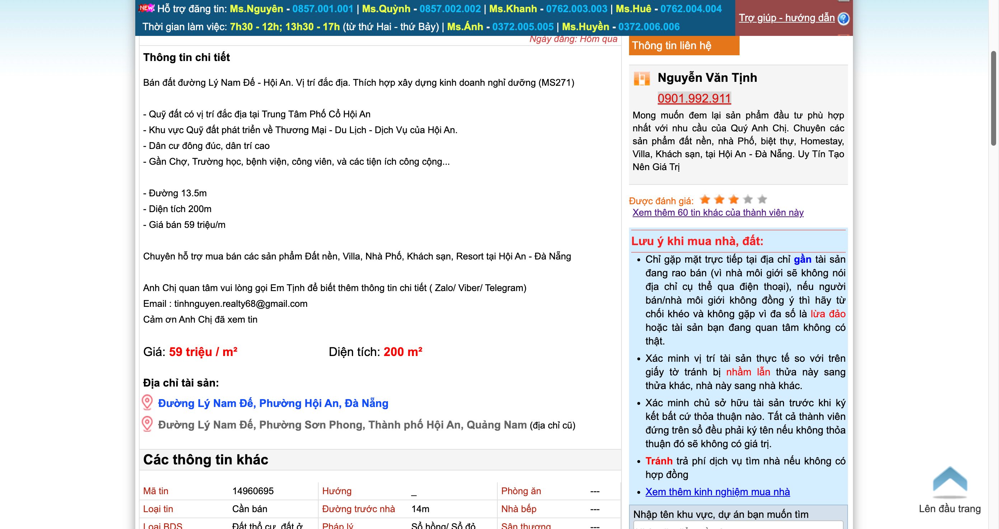 NEW Hỗ trợ đăng tin: Ms.Nguyên - 0857.001.001 | Ms.Quỳnh - 0857.002.002 | Ms.Khanh - 0762.003.003 | Ms.Huê - 0762.004.004
Thời gian làm việc: 7h30 - 12h; 13h30 - 17h (từ thứ Hai - thứ Bảy) | Ms.Ánh - 0372.005.005 | Ms.Huyền - 0372.006.006
Trợ giúp - hướng dẫn
Ngày đăng: Hôm qua
Thông tin chi tiết
Bán đất đường Lý Nam Đế - Hội An. Vị trí đắc địa. Thích hợp xây dựng kinh doanh nghỉ dưỡng (MS271)
- Quỹ đất có vị trí đắc địa tại Trung Tâm Phố Cổ Hội An
- Khu vực Quỹ đất phát triển về Thương Mại - Du Lịch - Dịch Vụ của Hội An.
- Dân cư đông đúc, dân trí cao
- Gần Chợ, Trường học, bệnh viện, công viên, và các tiện ích công cộng...
- Đường 13.5m
- Diện tích 200m
- Giá bán 59 triệu/m
Chuyên hỗ trợ mua bán các sản phẩm Đất nền, Villa, Nhà Phố, Khách sạn, Resort tại Hội An - Đà Nẵng
Anh Chị quan tâm vui lòng gọi Em Tịnh để biết thêm thông tin chi tiết ( Zalo/ Viber/ Telegram)
Email : tinhnguyen.realty68@gmail.com
Cảm ơn Anh Chị đã xem tin
Giá: 59 triệu / m² Diện tích: 200 m²
Địa chỉ tài sản:
Đường Lý Nam Đế, Phường Hội An, Đà Nẵng
Đường Lý Nam Đế, Phường Sơn Phong, Thành phố Hội An, Quảng Nam (địa chỉ cũ)
Các thông tin khác
Mã tin 14960695 Hướng _ Phòng ăn ---
Loại tin Cần bán Đường trước nhà 14m Nhà bếp ---
Loại BDS Đất thổ cư, đất ở Pháp lý Sổ hồng/ Sổ đỏ Sân thượng ---
Thông tin liên hệ
Nguyễn Văn Tịnh
0901.992.911
Mong muốn đem lại sản phẩm đầu tư phù hợp
nhất với nhu cầu của Quý Anh Chị. Chuyên các
sản phẩm đất nền, nhà Phố, biệt thự, Homestay,
Villa, Khách sạn, tại Hội An - Đà Nẵng. Uy Tín Tạo
Nên Giá Trị
Được đánh giá:
Xem thêm 60 tin khác của thành viên này
Lưu ý khi mua nhà, đất:
• Chỉ gặp mặt trực tiếp tại địa chỉ gần tài sản
đang rao bán (vì nhà môi giới sẽ không nói
địa chỉ cụ thể qua điện thoại), nếu người
bán/nhà môi giới không đồng ý thì hãy từ
chối khéo và không gặp vì đa số là lừa đảo
hoặc tài sản bạn đang quan tâm không có
thật.
• Xác minh vị trí tài sản thực tế so với trên
giấy tờ tránh bị nhầm lẫn thửa này sang
thửa khác, nhà này sang nhà khác.
• Xác minh chủ sở hữu tài sản trước khi ký
kết bất cứ thỏa thuận nào. Tất cả thành viên
đứng trên sổ đều phải ký tên nếu không thỏa
thuận đó sẽ không có giá trị.
• Tránh trả phí dịch vụ tìm nhà nếu không có
hợp đồng
• Xem thêm kinh nghiệm mua nhà
Nhập tên khu vực, dự án bạn muốn tìm
Lên đầu trang